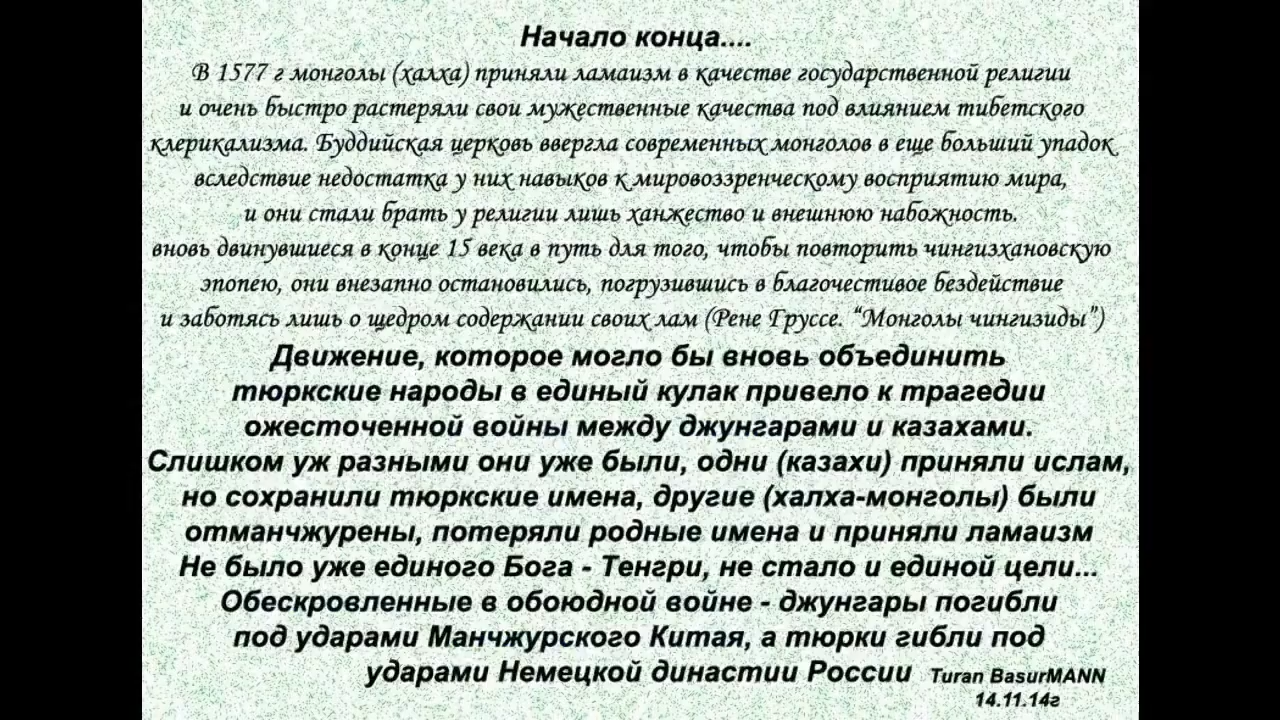 Начало конца....
В 1577 г монголы (халха) приняли ламаизм в качестве государственной религии
и очень быстро растеряли свои мужественные качества под влиянием тибетского
клерикализма. Буддийская церковь ввергла современных монголов в еще больший упадок
вследствие недостатка у них навыков к мировоззренческому восприятию мира,
и они стали брать у религии лишь ханжество и внешнюю набожность.
вновь двинувшиеся в конце 15 века в путь для того, чтобы повторить чингизхановскую
эпопею, они внезапно остановились, погрузившись в благочестивое бездействие
и заботясь лишь о щедром содержании своих лам (Рене Груссе. “Монголы чингизиды”)
Движение, которое могло бы вновь объединить
тюркские народы в единый кулак привело к трагедии
ожесточенной войны между джунгарами и казахами.
Слишком уж разными они уже были, одни (казахи) приняли ислам,
но сохранили тюркские имена, другие (халха-монголы) были
отманчжурены, потеряли родные имена и приняли ламаизм
Не было уже единого Бога - Тенгри, не стало и единой цели...
Обескровленные в обоюдной войне - джунгары погибли
под ударами Манчжурского Китая, а тюрки гибли под
ударами Немецкой династии России Turan BasurMANN
14.11.14г